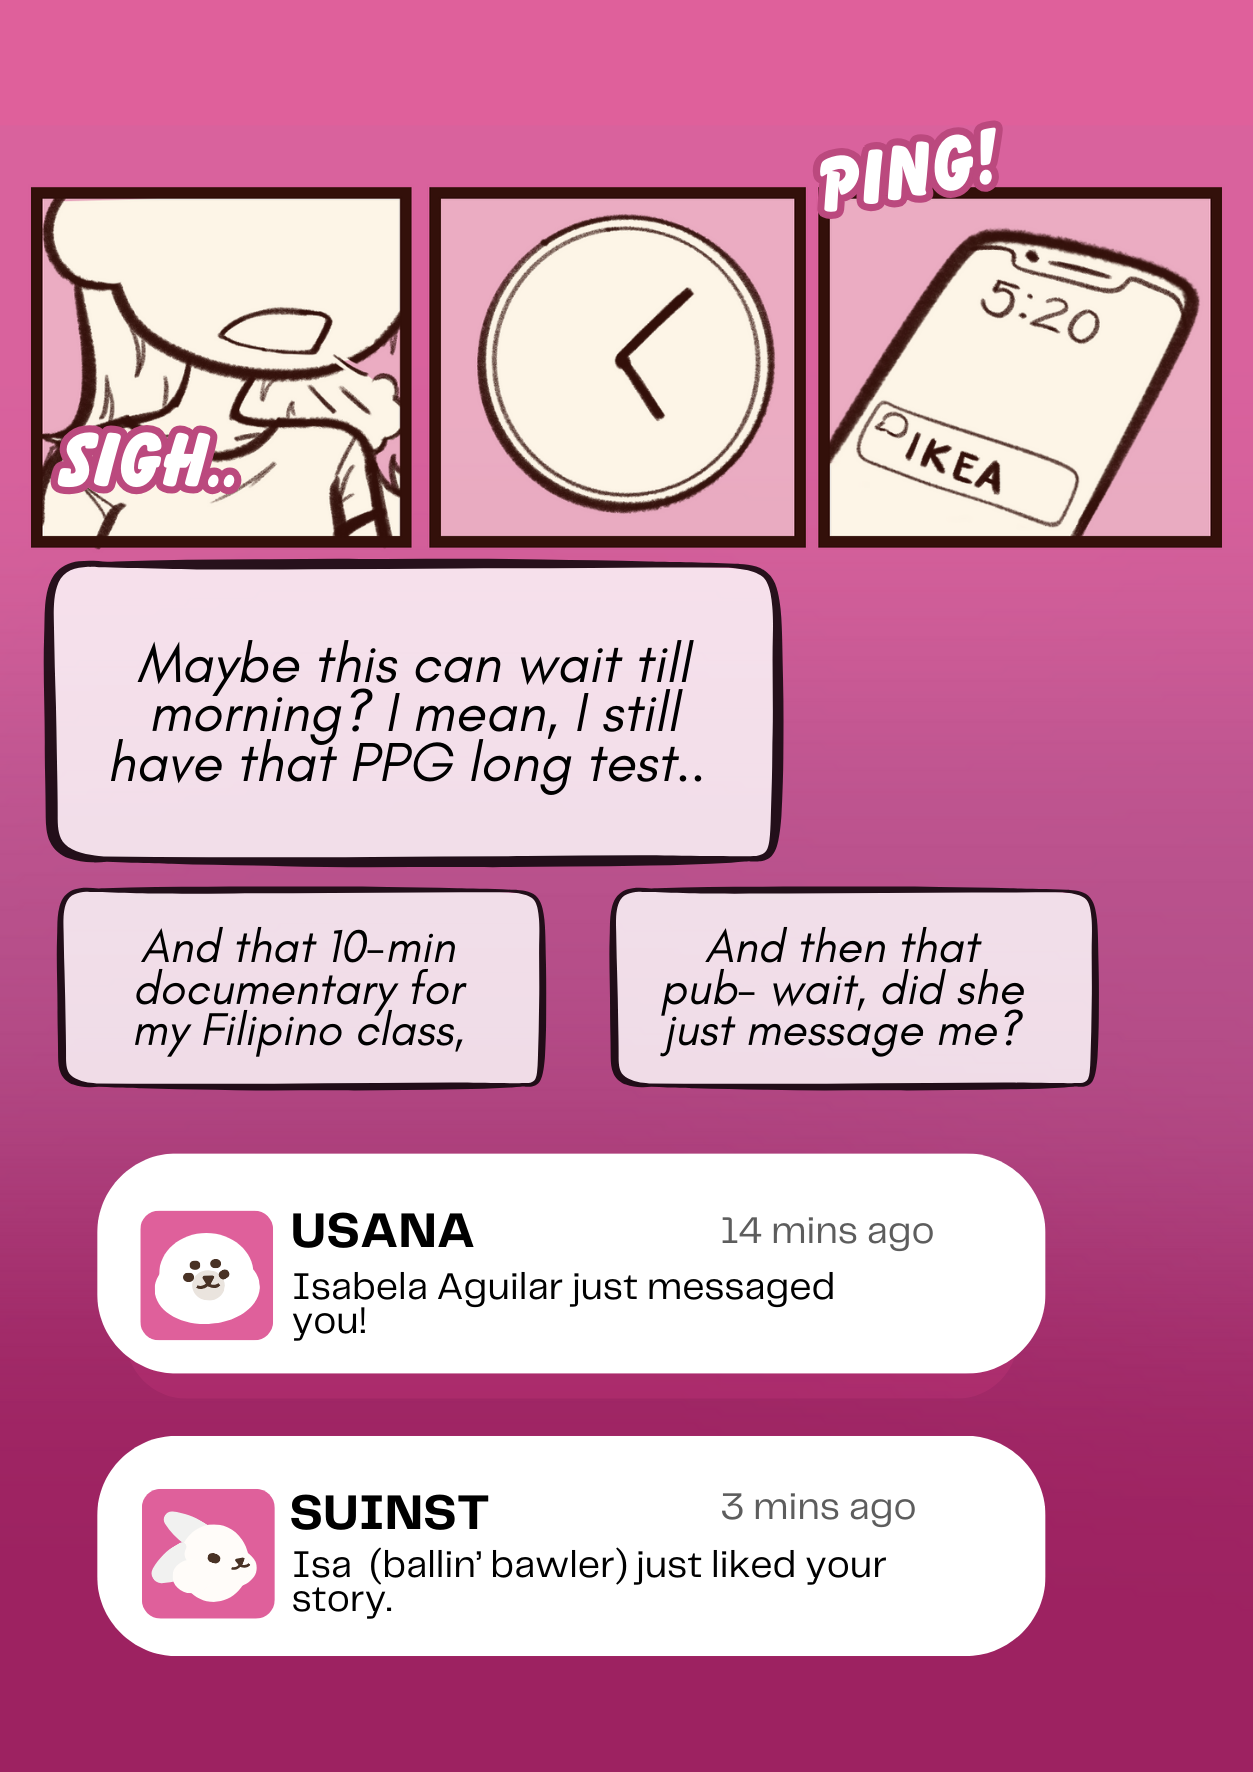 PING!
SIGH..
5:20
IKEA
Maybe this can wait till
morning? I mean, I still
have that PPG long test..
And that 10-min
documentary for
my Filipino class,
And then that
pub- wait, did she
just message me?
USANA
14 mins ago
Isabela Aguilar just messaged
you!
SUINST
3 mins ago
Isa (ballin’ bawler) just liked your
story.